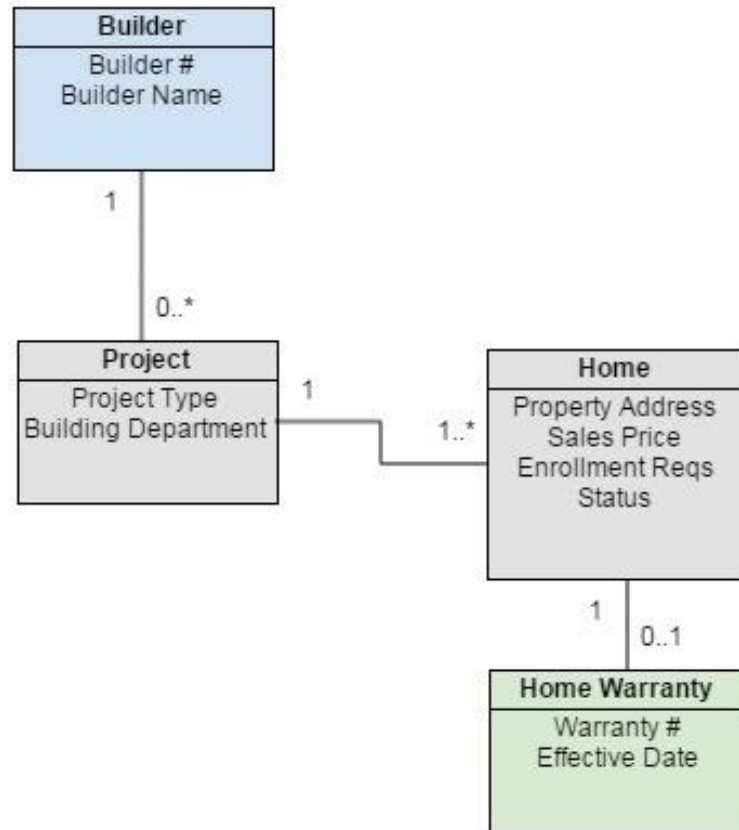 Builder
Builder #
Builder Name
1
0..*
Project
Project Type
Building Department
1
1..*
Home
Property Address
Sales Price
Enrollment Reqs
Status
1
0..1
Home Warranty
Warranty #
Effective Date